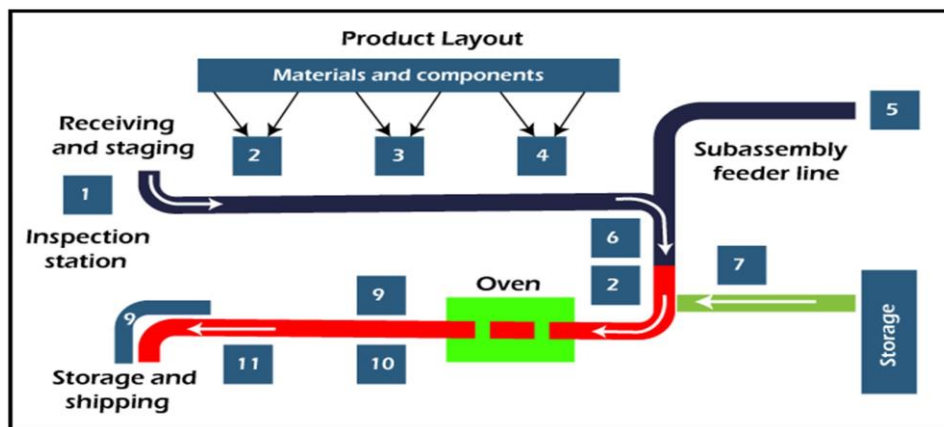 Product Layout
Materials and components
Receiving
and staging
2
3
4
5
Subassembly
feeder line
1
Inspection
station
6
7
2
9
Oven
Storage
9
10
11
Storage and
shipping